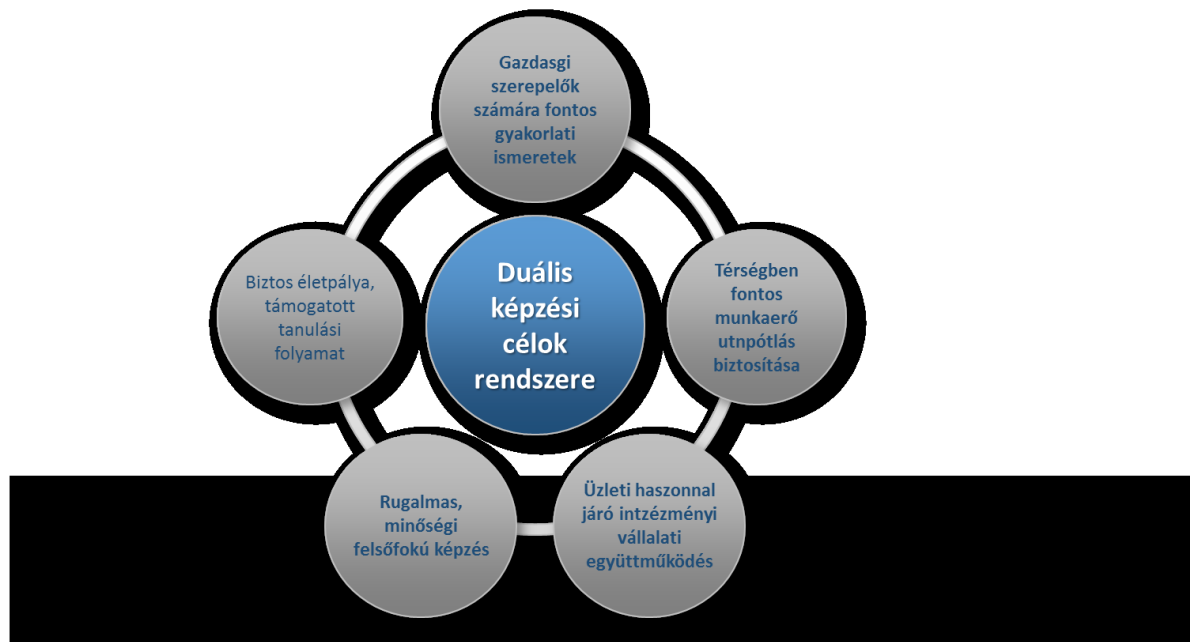 Gazdasgi
szerepelők
számára fontos
gyakorlati
ismeretek
Duális
képzési
célok
rendszere
Térségben
fontos
munkaerő
utnpótlás
biztosítása
Üzleti haszonnal
járó intzézményi
vállalati
együttműködés
Rugalmas,
minőségi
felsőfokú képzés
Biztos életpálya,
támogatott
tanulási
folyamat